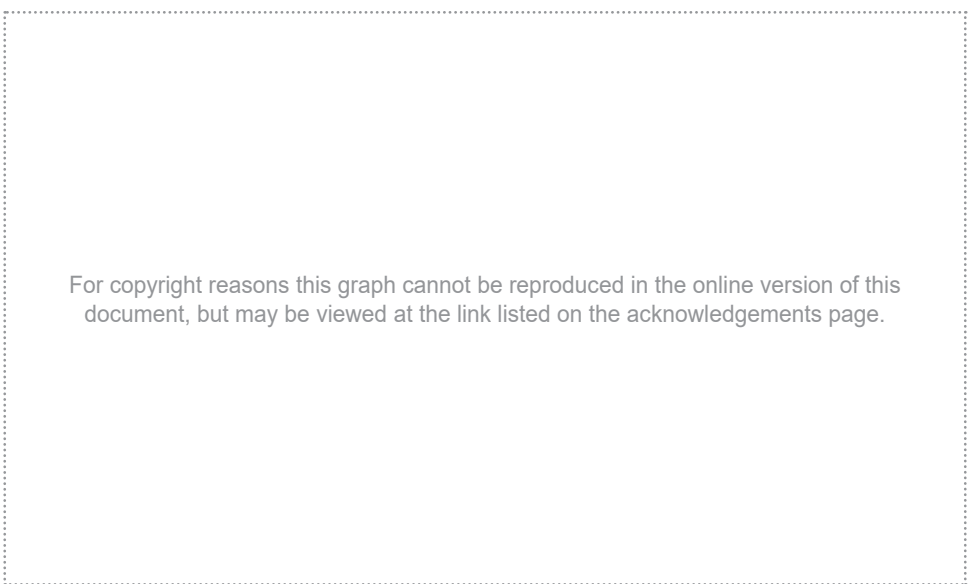 For copyright reasons this graph cannot be reproduced in the online version of this
document, but may be viewed at the link listed on the acknowledgements page.